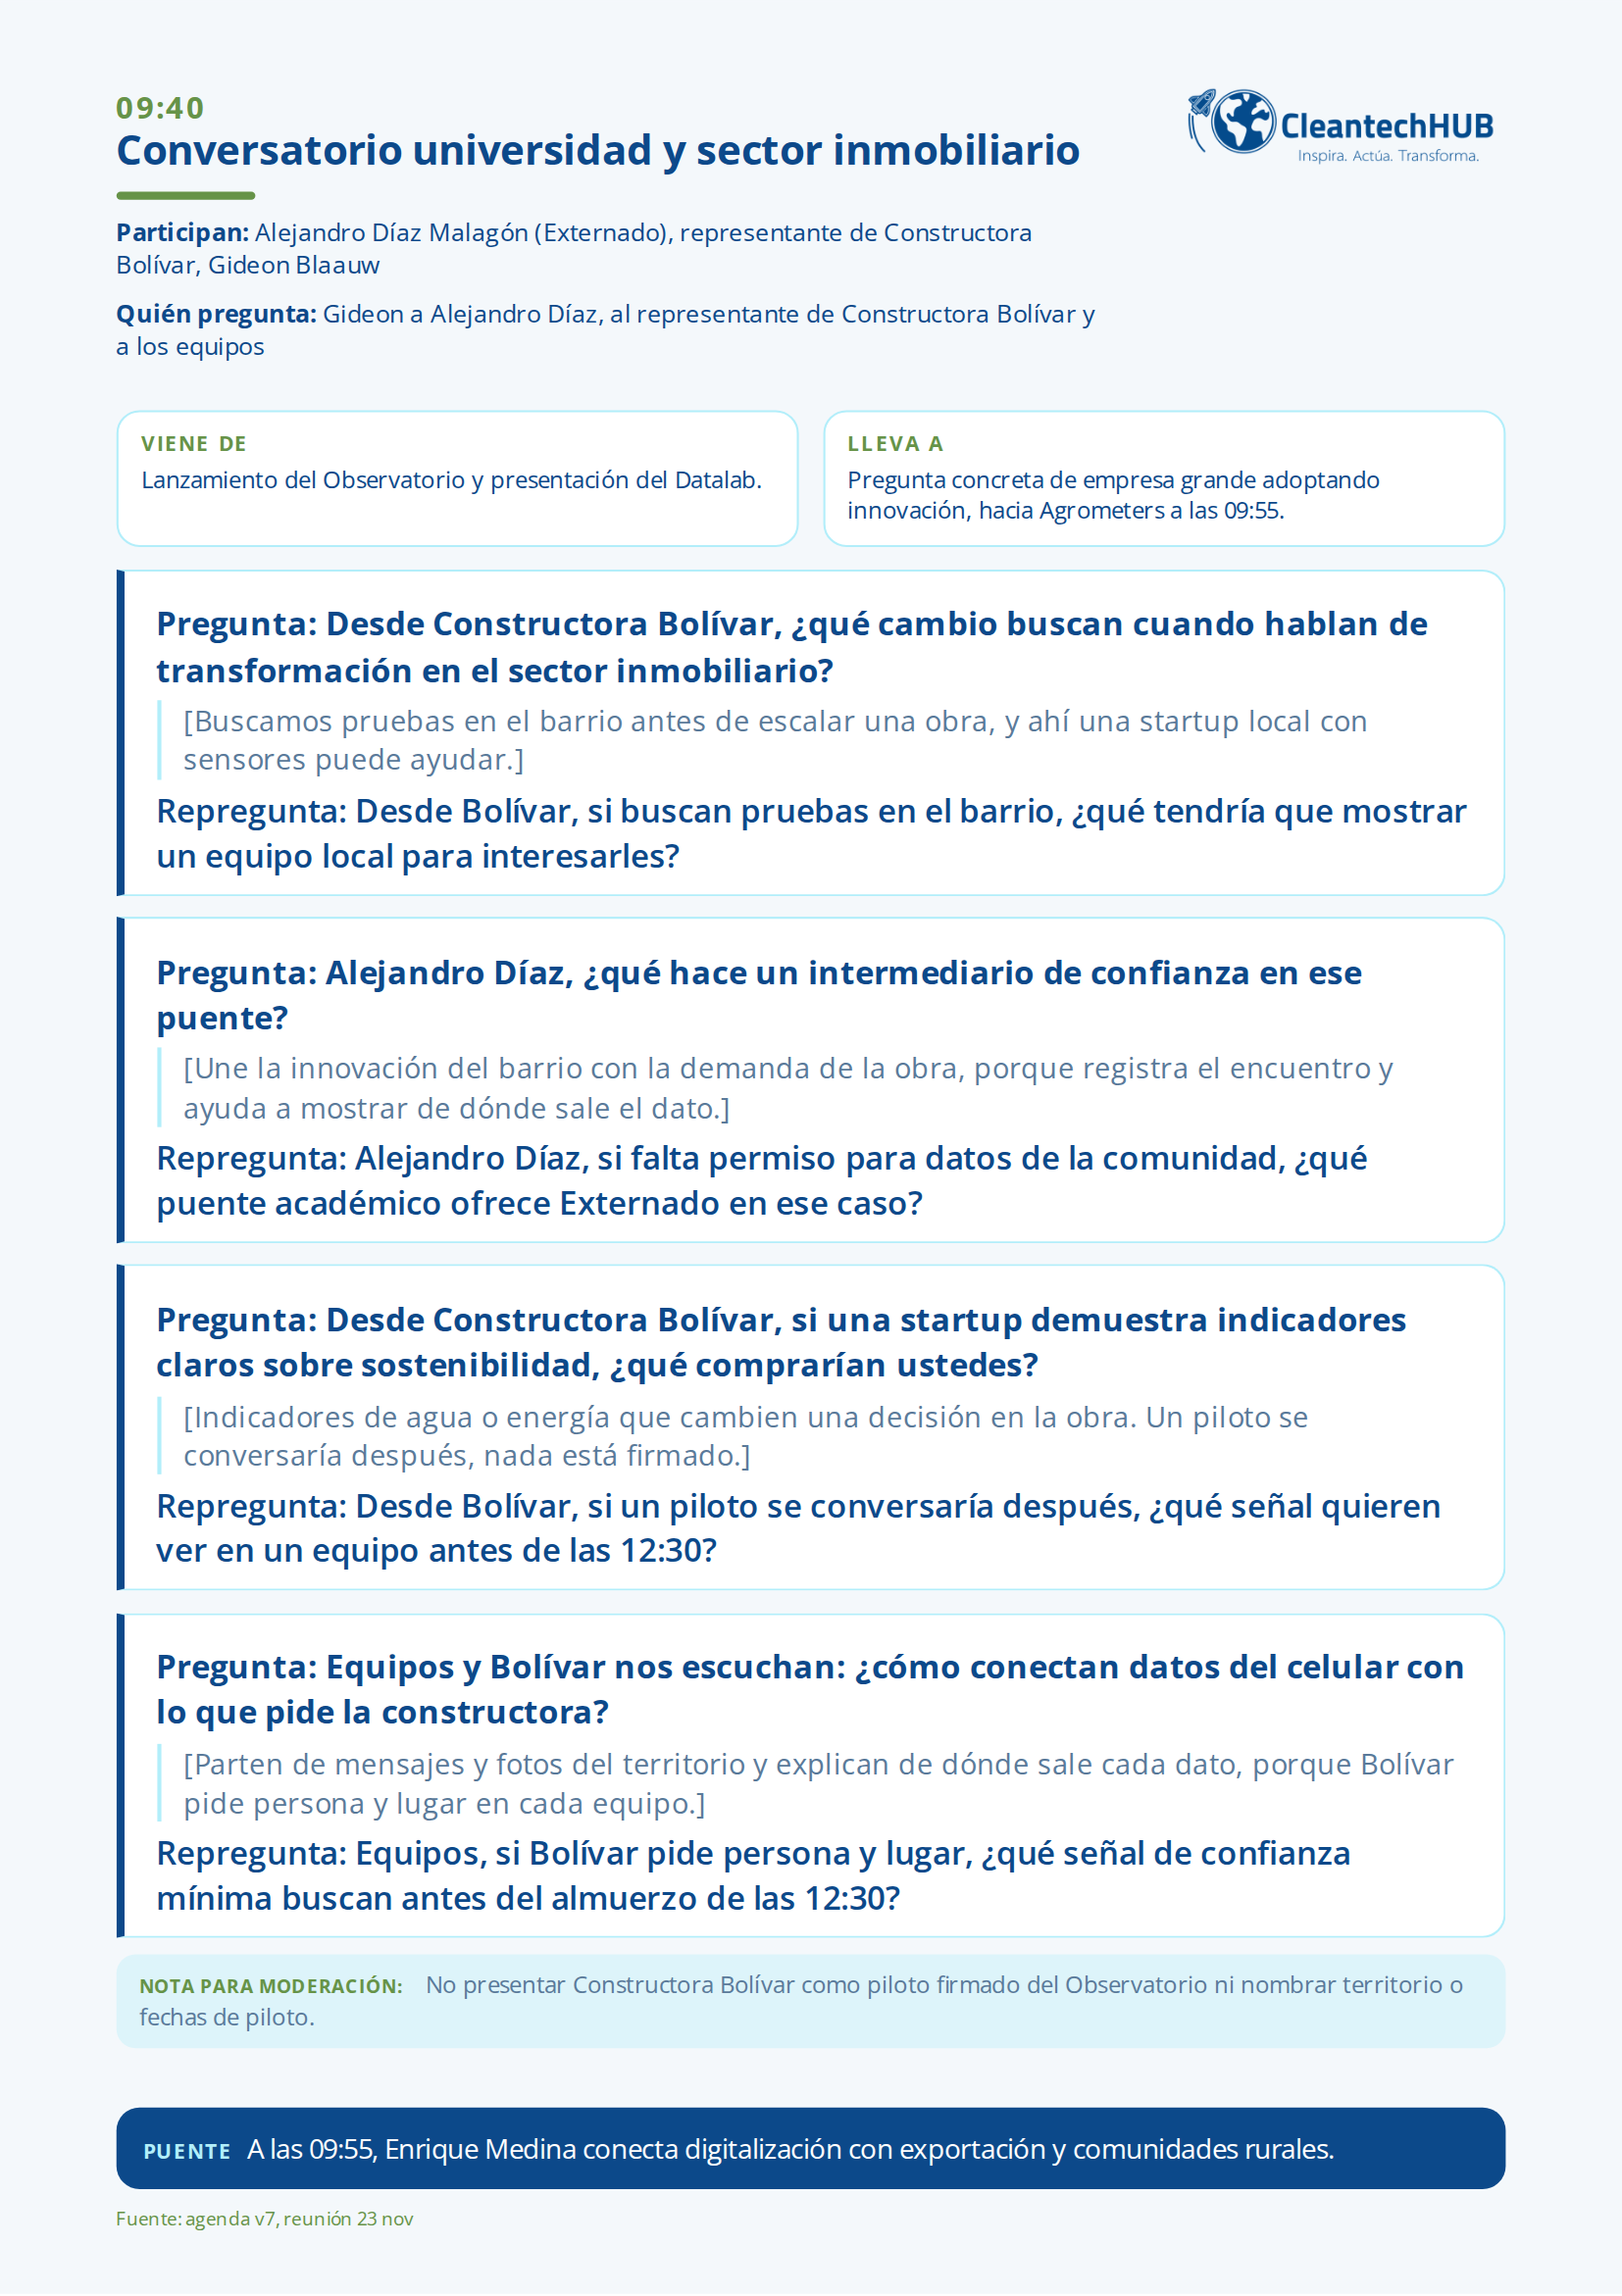 09:40
Conversatorio universidad y sector inmobiliario
CleantechHUB
Inspira. Actúa. Transforma.
Participan: Alejandro Díaz Malagón (Externado), representante de Constructora
Bolívar, Gideon Blaauw
Quién pregunta: Gideon a Alejandro Díaz, al representante de Constructora Bolívar y
a los equipos
VIENE DE
Lanzamiento del Observatorio y presentación del Datalab.
LLEVA A
Pregunta concreta de empresa grande adoptando
innovación, hacia Agrometers a las 09:55.
Pregunta: Desde Constructora Bolívar, ¿qué cambio buscan cuando hablan de
transformación en el sector inmobiliario?
[Buscamos pruebas en el barrio antes de escalar una obra, y ahí una startup local con
sensores puede ayudar.]
Repregunta: Desde Bolívar, si buscan pruebas en el barrio, ¿qué tendría que mostrar
un equipo local para interesarles?
Pregunta: Alejandro Díaz, ¿qué hace un intermediario de confianza en ese
puente?
[Une la innovación del barrio con la demanda de la obra, porque registra el encuentro y
ayuda a mostrar de dónde sale el dato.]
Repregunta: Alejandro Díaz, si falta permiso para datos de la comunidad, ¿qué
puente académico ofrece Externado en ese caso?
Pregunta: Desde Constructora Bolívar, si una startup demuestra indicadores
claros sobre sostenibilidad, ¿qué comprarían ustedes?
[Indicadores de agua o energía que cambien una decisión en la obra. Un piloto se
conversaría después, nada está firmado.]
Repregunta: Desde Bolívar, si un piloto se conversaría después, ¿qué señal quieren
ver en un equipo antes de las 12:30?
Pregunta: Equipos y Bolívar nos escuchan: ¿cómo conectan datos del celular con
lo que pide la constructora?
[Parten de mensajes y fotos del territorio y explican de dónde sale cada dato, porque Bolívar
pide persona y lugar en cada equipo.]
Repregunta: Equipos, si Bolívar pide persona y lugar, ¿qué señal de confianza
mínima buscan antes del almuerzo de las 12:30?
NOTA PARA MODERACIÓN: No presentar Constructora Bolívar como piloto firmado del Observatorio ni nombrar territorio o
fechas de piloto.
PUENTE A las 09:55, Enrique Medina conecta digitalización con exportación y comunidades rurales.
Fuente: agenda v7, reunión 23 nov